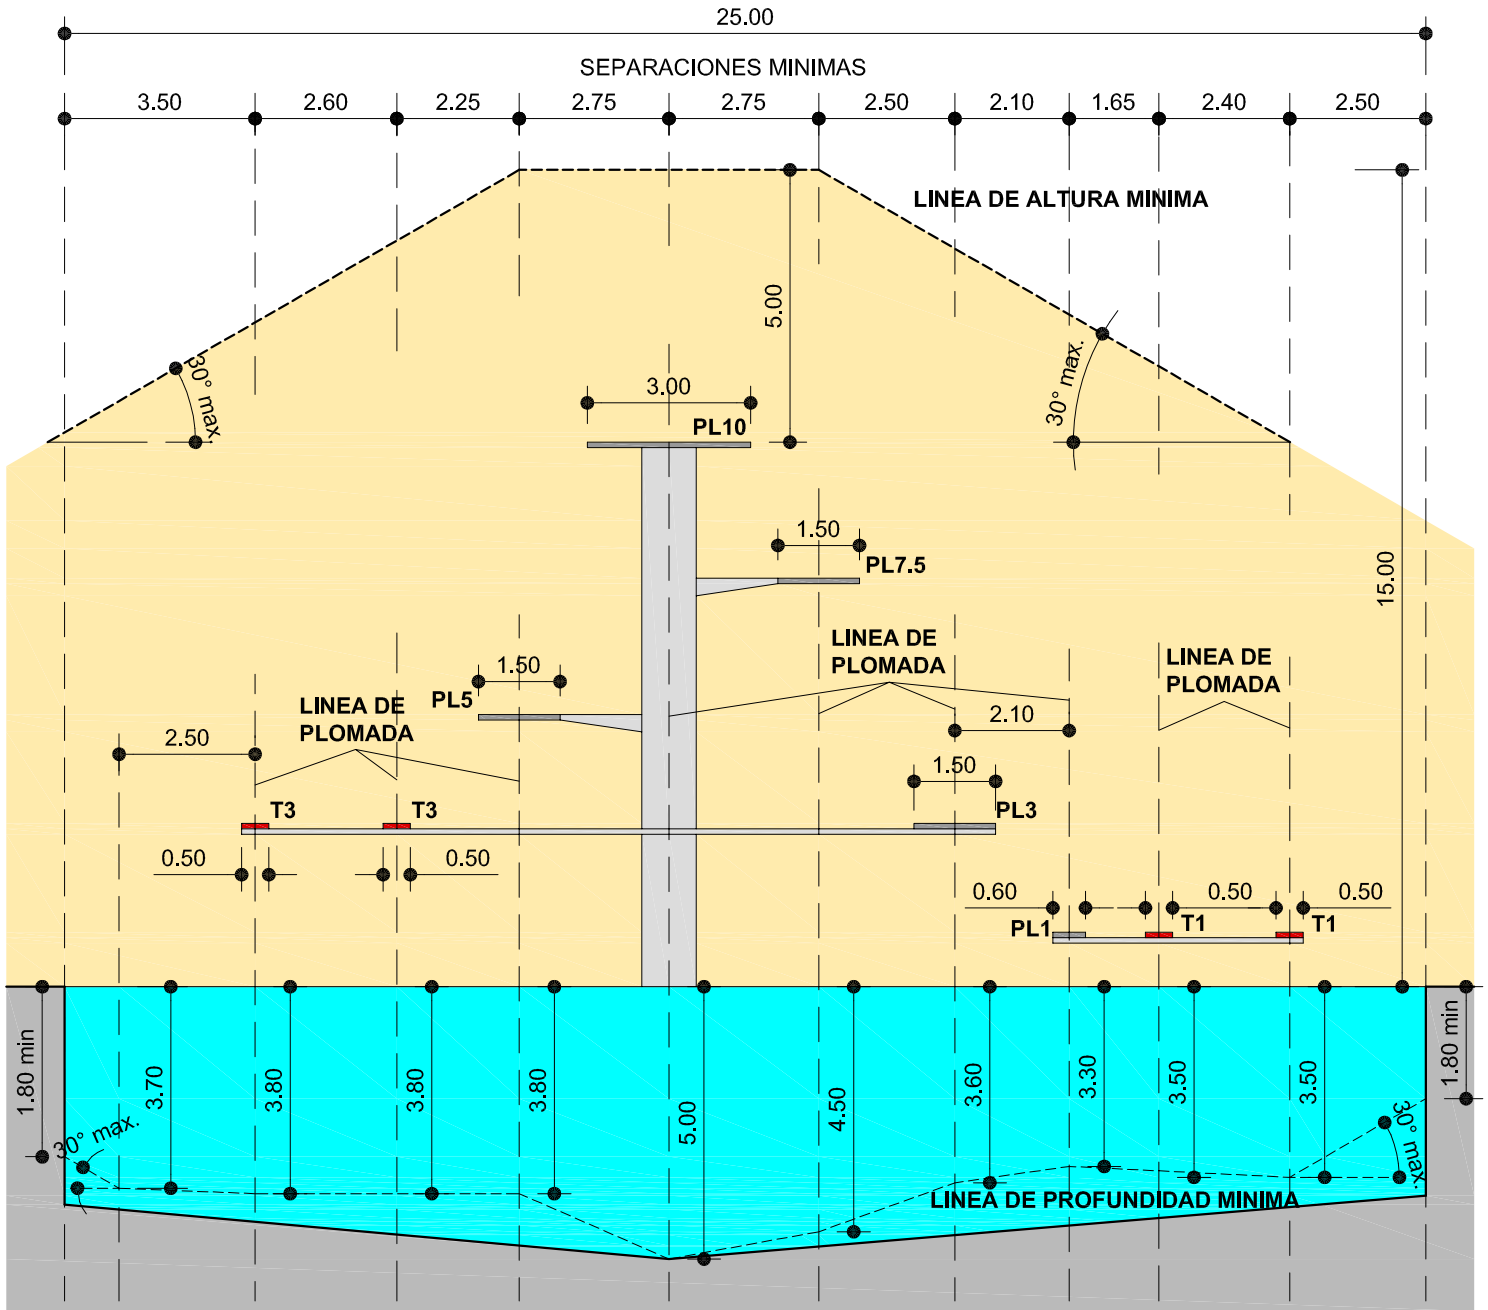 25.00
SEPARACIONES MINIMAS
3.50 2.60 2.25 2.75 2.75 2.50 2.10 1.65 2.40 2.50
LINEA DE ALTURA MINIMA
5.00
30° max.
30° max
3.00
PL10
1.50
PL7.5
15.00
LINEA DE
PLOMADA
LINEA DE
PLOMADA
1.50
PL5
LINEA DE
PLOMADA
2.50
2.10
1.50
PL3
T3
T3
0.50
0.50
0.60
0.50
0.50
PL1
T1
T1
1.80 min
3.70
3.80
3.80
3.80
5.00
4.50
3.60
3.30
3.50
3.50
1.80 min
30° max.
30° max.
LINEA DE PROFUNDIDAD MINIMA